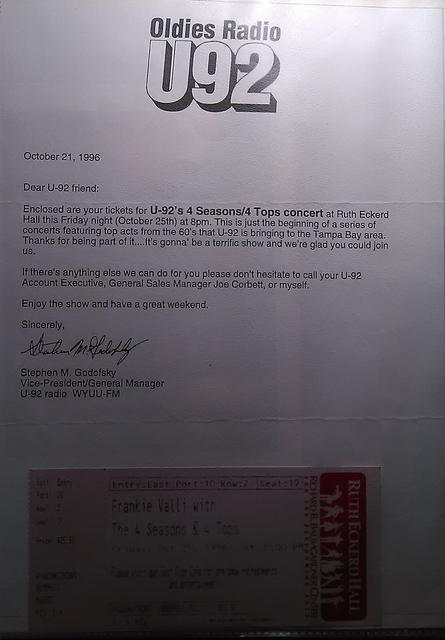 Oldies Radio
U92
October 21, 1996
Dear U-92 friend:
Enclosed are your tickets for U-92's 4 Seasons/4 Tops concert at Ruth Eckerd
Hall this Friday night (October 25th) at 8pm. This is just the beginning of a series of
concerts featuring top acts from the 60's that U-92 is bringing to the Tampa Bay area.
Thanks for being part of it....It's gonna' be a terrific show and we're glad you could join
us.
If there's anything else we can do for you please don't hesitate to call your U-92
Account Executive, General Sales Manager Joe Corbett, or myself.
Enjoy the show and have a great weekend.
Sincerely,
Stephen M. Godofsky
Stephen M. Godofsky
Vice-President/General Manager
U-92 radio WYUU-FM
Entry:East Port:10 Row:Z Seat:19
Frankie Valli with
The 4 Seasons & 4 Tops
RUTH ECKERD HALL
RICHARD B. BAUMGARDNER CENTER